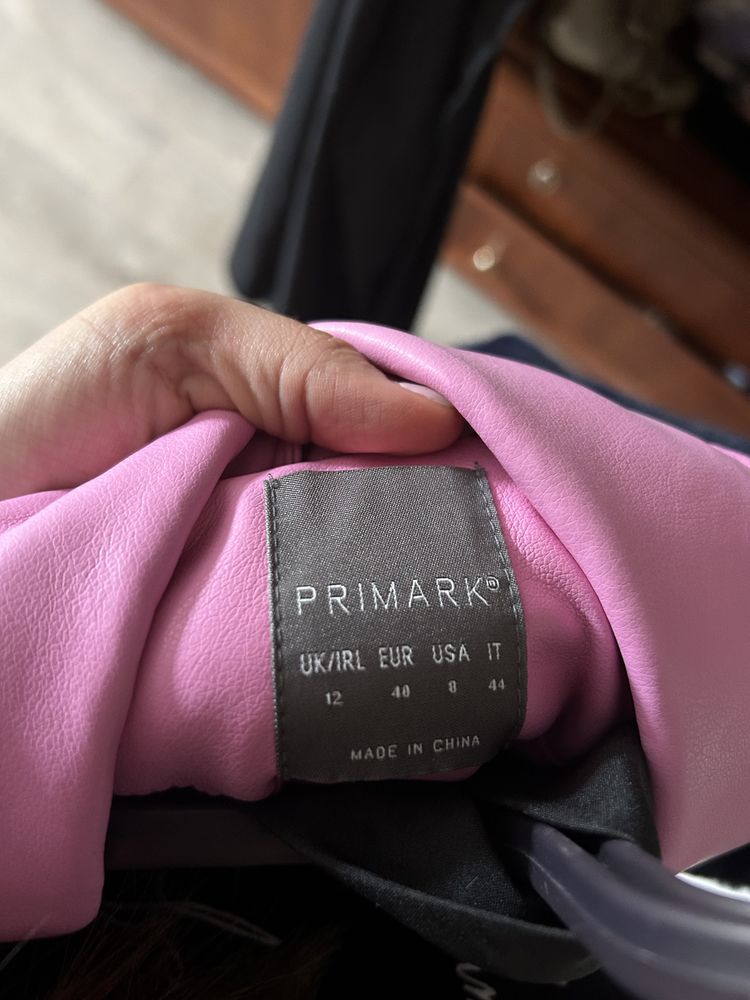 PRIMARK®
UK/IRL EUR USA IT
12 40 8 44
MADE IN CHINA